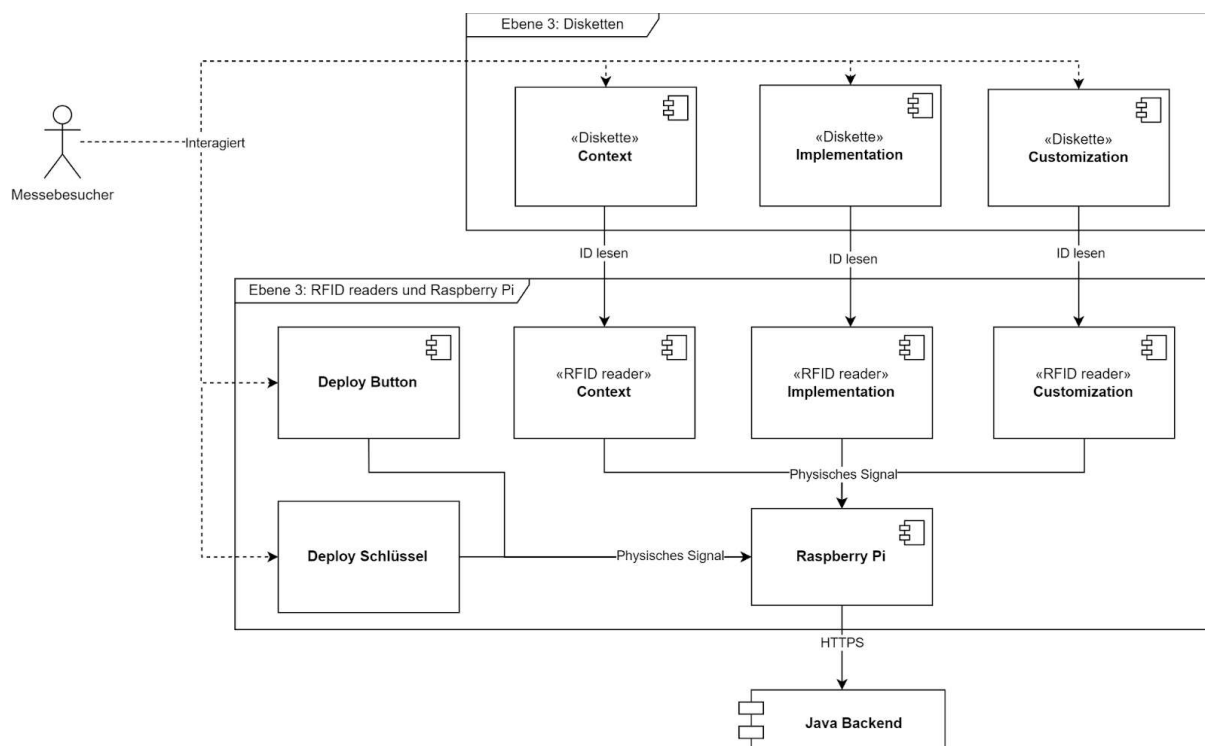 Ebene 3: Disketten
«Diskette»
Context
«Diskette»
Implementation
«Diskette»
Customization
Interagiert
Messebesucher
ID lesen
ID lesen
ID lesen
Ebene 3: RFID readers und Raspberry Pi
Deploy Button
«RFID reader»
Context
«RFID reader»
Implementation
«RFID reader»
Customization
Physisches Signal
Deploy Schlüssel
Physisches Signal
Raspberry Pi
HTTPS
Java Backend